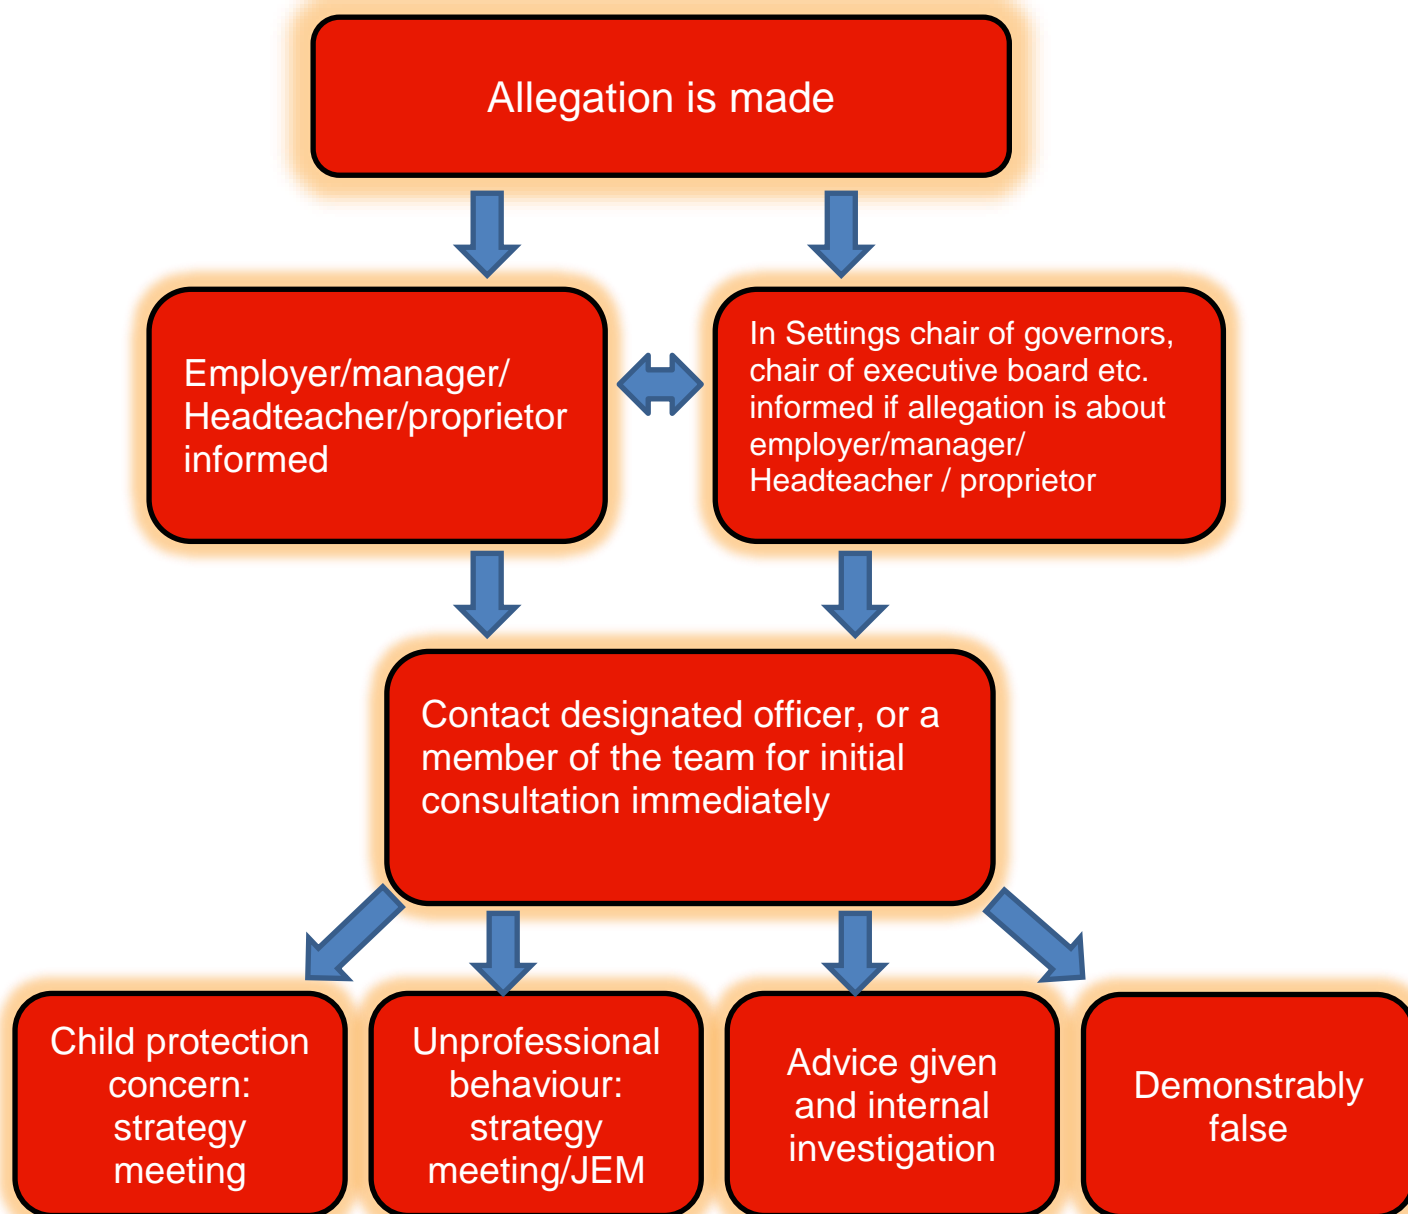 Allegation is made
Employer/manager/
Headteacher/proprietor
informed
In Settings chair of governors,
chair of executive board etc.
informed if allegation is about
employer/manager/
Headteacher / proprietor
Contact designated officer, or a
member of the team for initial
consultation immediately
Child protection
concern:
strategy
meeting
Unprofessional
behaviour:
strategy
meeting/JEM
Advice given
and internal
investigation
Demonstrably
false